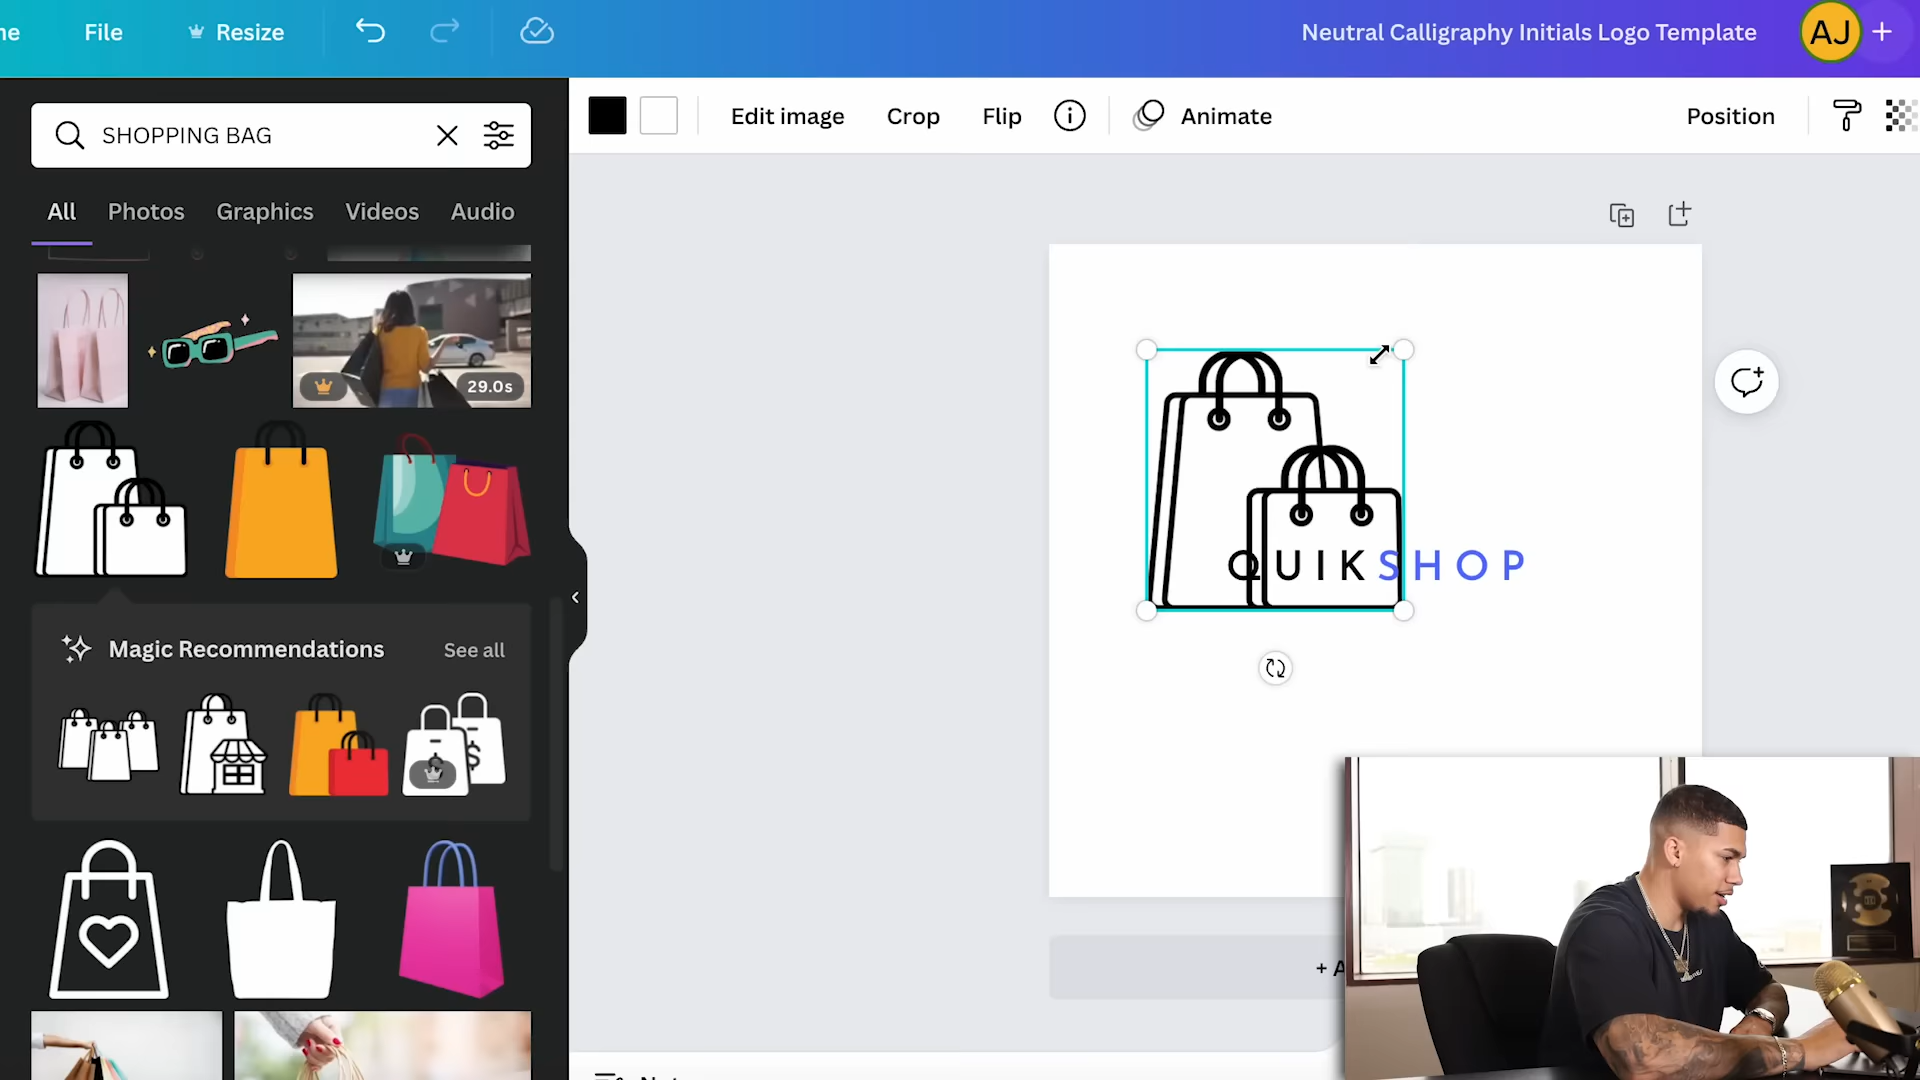 File
Resize
Neutral Calligraphy Initials Logo Template
AJ
SHOPPING BAG
Edit image
Crop
Flip
Animate
Position
All
Photos
Graphics
Videos
Audio
29.0s
QUIKSHOP
Magic Recommendations
See all